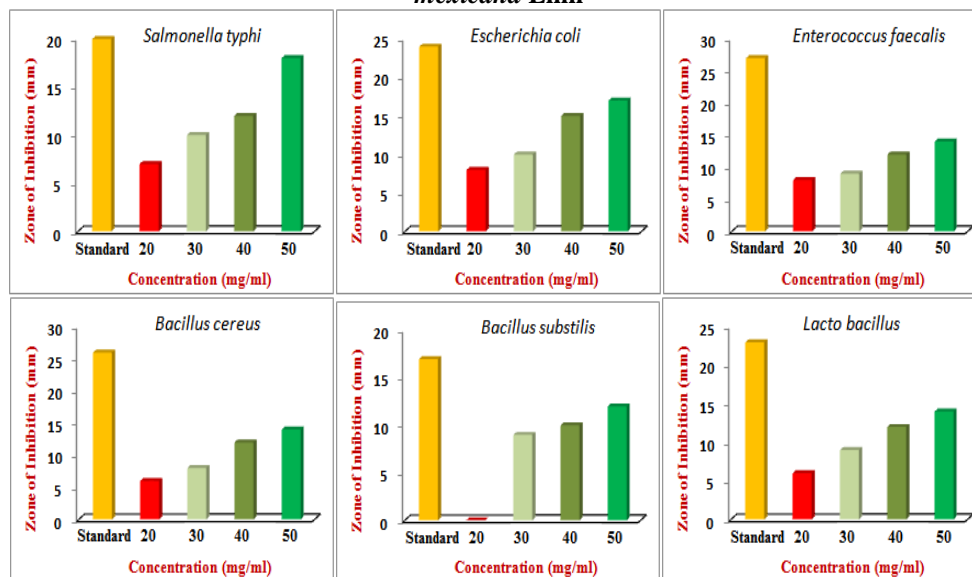 mexicana Linn
Salmonella typhi
Zone of Inhibition (mm)
20
15
10
5
0
Standard 20 30 40 50
Concentration (mg/ml)
Escherichia coli
Zone of Inhibition (mm)
25
20
15
10
5
0
Standard 20 30 40 50
Concentration (mg/ml)
Enterococcus faecalis
Zone of Inhibition (mm)
30
25
20
15
10
5
0
Standard 20 30 40 50
Concentration (mg/ml)
Bacillus cereus
Zone of Inhibition (mm)
30
25
20
15
10
5
0
Standard 20 30 40 50
Concentration (mg/ml)
Bacillus substilis
Zone of Inhibition (mm)
20
15
10
5
0
Standard 20 30 40 50
Concentration (mg/ml)
Lacto bacillus
Zone of Inhibition (mm)
25
20
15
10
5
0
Standard 20 30 40 50
Concentration (mg/ml)